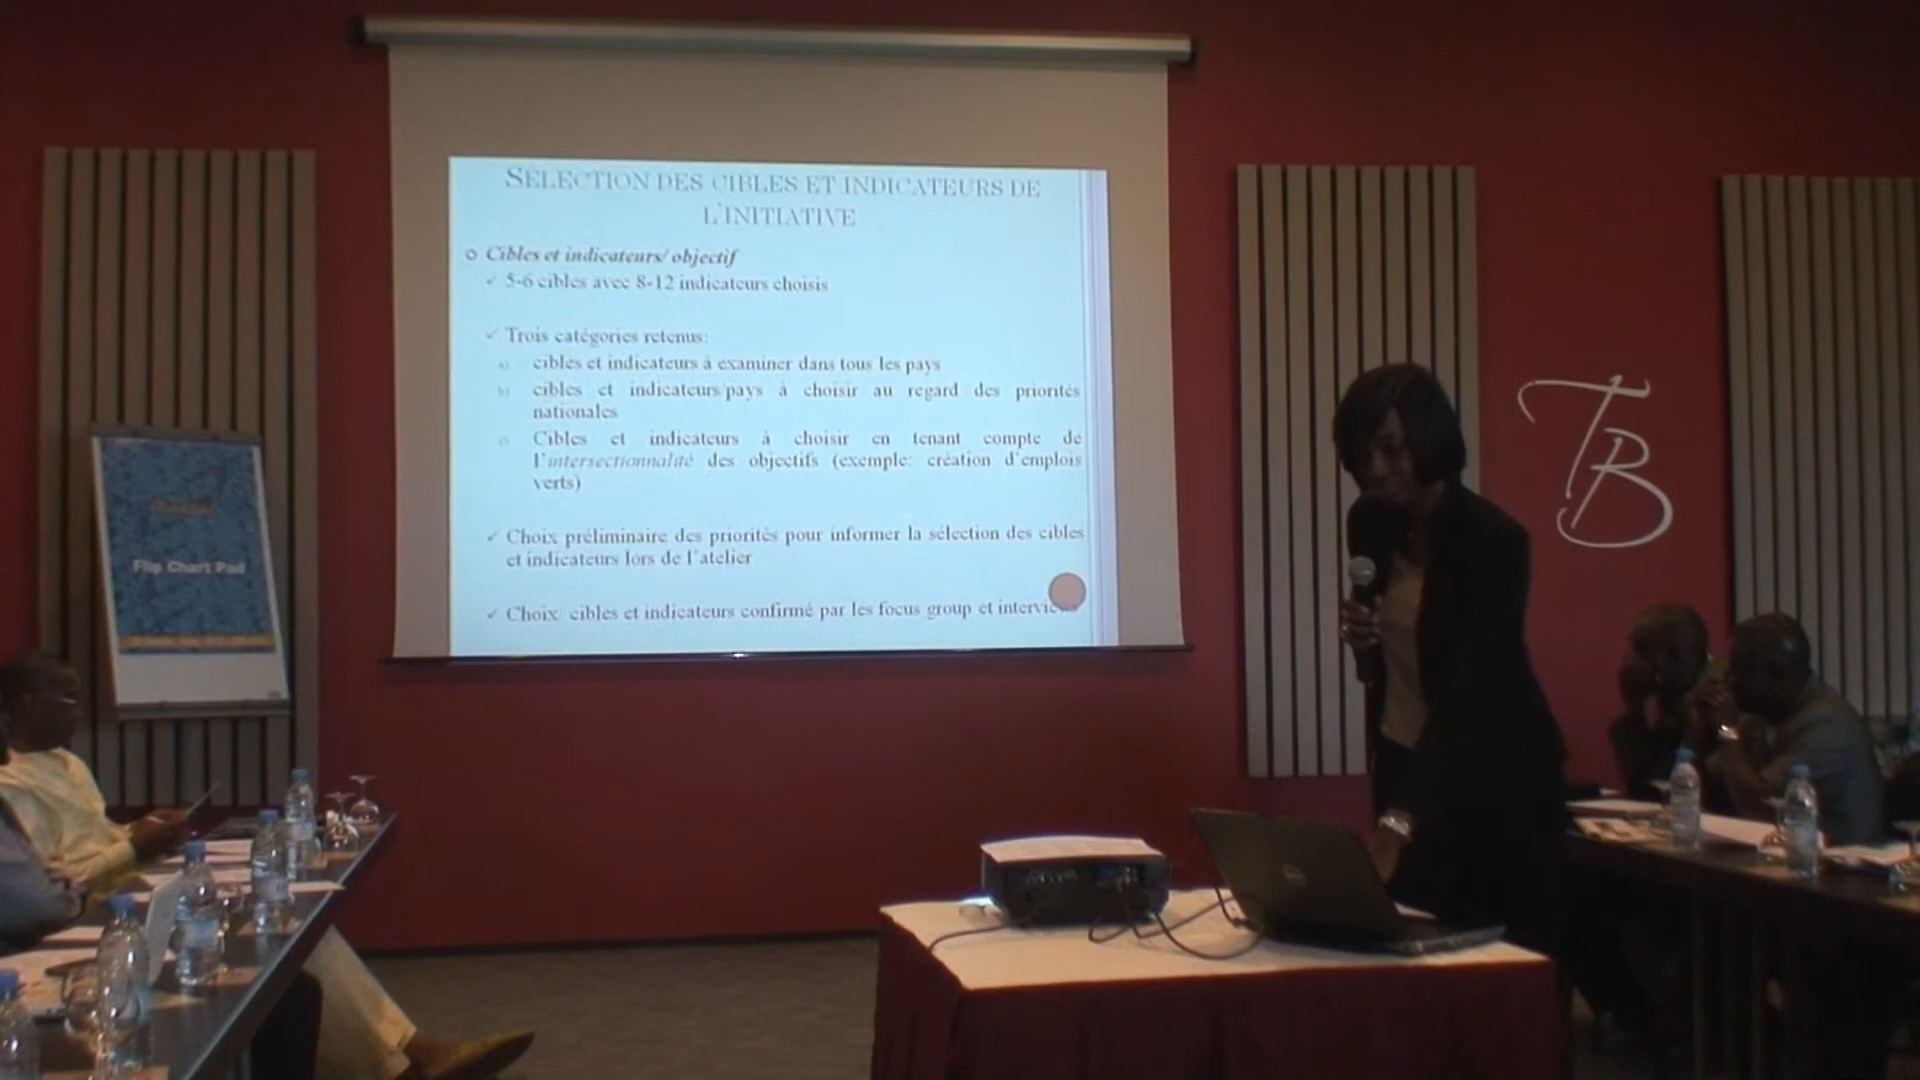 SÉLECTION DES CIBLES ET INDICATEURS DE
L'INITIATIVE
Cibles et indicateurs/ objectif
✓ 5-6 cibles avec 8-12 indicateurs choisis
✓ Trois catégories retenus:
a) cibles et indicateurs à examiner dans tous les pays
b) cibles et indicateurs/pays à choisir au regard des priorités
nationales
c) Cibles et indicateurs à choisir en tenant compte de
l'intersectionnalité des objectifs (exemple: création d'emplois
verts)
✓ Choix préliminaire des priorités pour informer la sélection des cibles
et indicateurs lors de l'atelier
✓ Choix cibles et indicateurs confirmé par les focus group et
Flip Chart Pad
TB